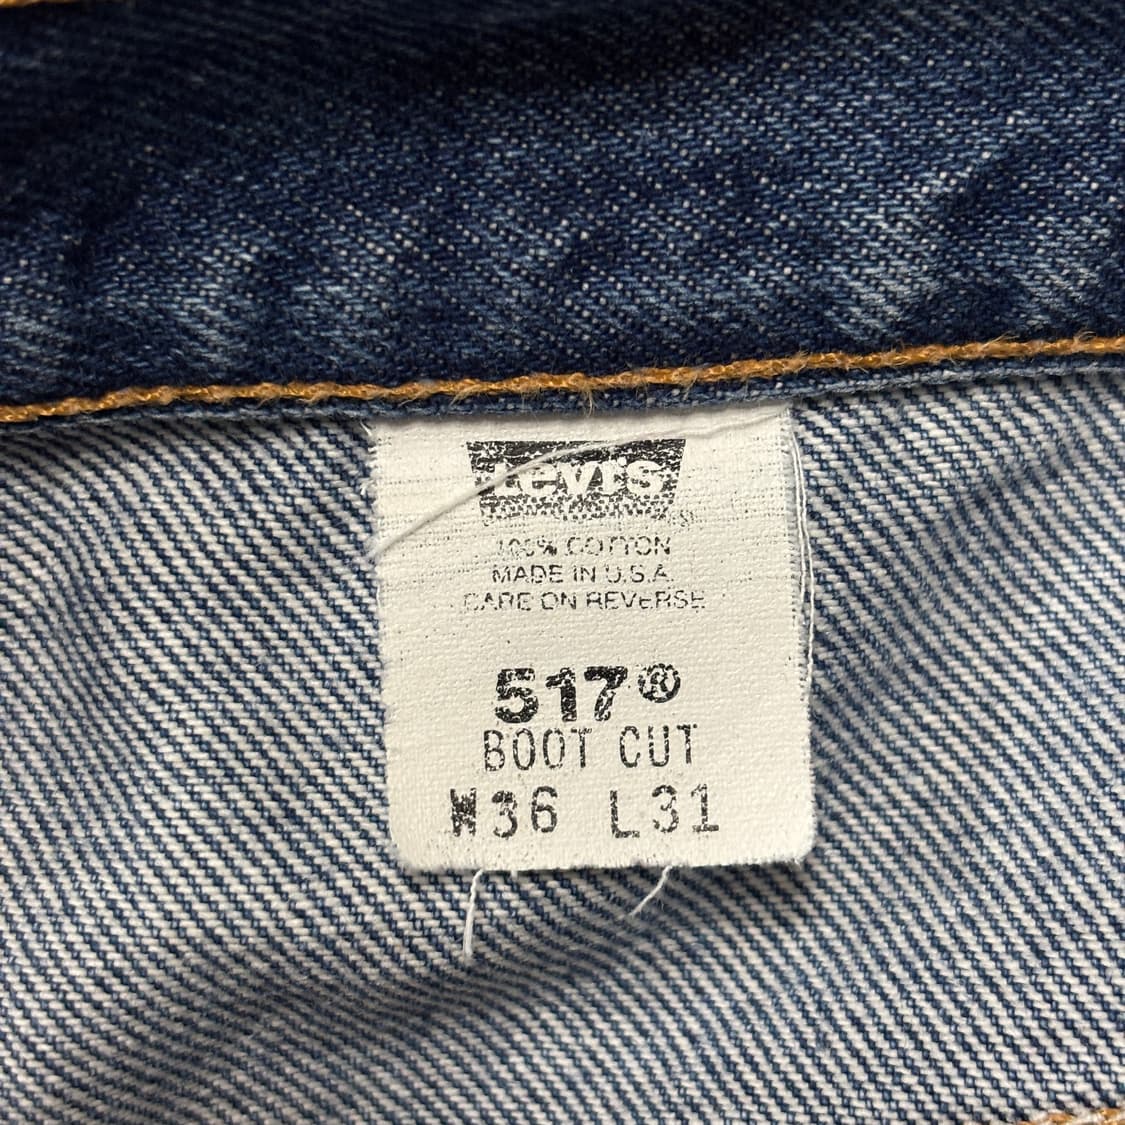 Levi's
®
100% COTTON
MADE IN U.S.A.
CARE ON REVERSE
517®
BOOT CUT
W36 L31